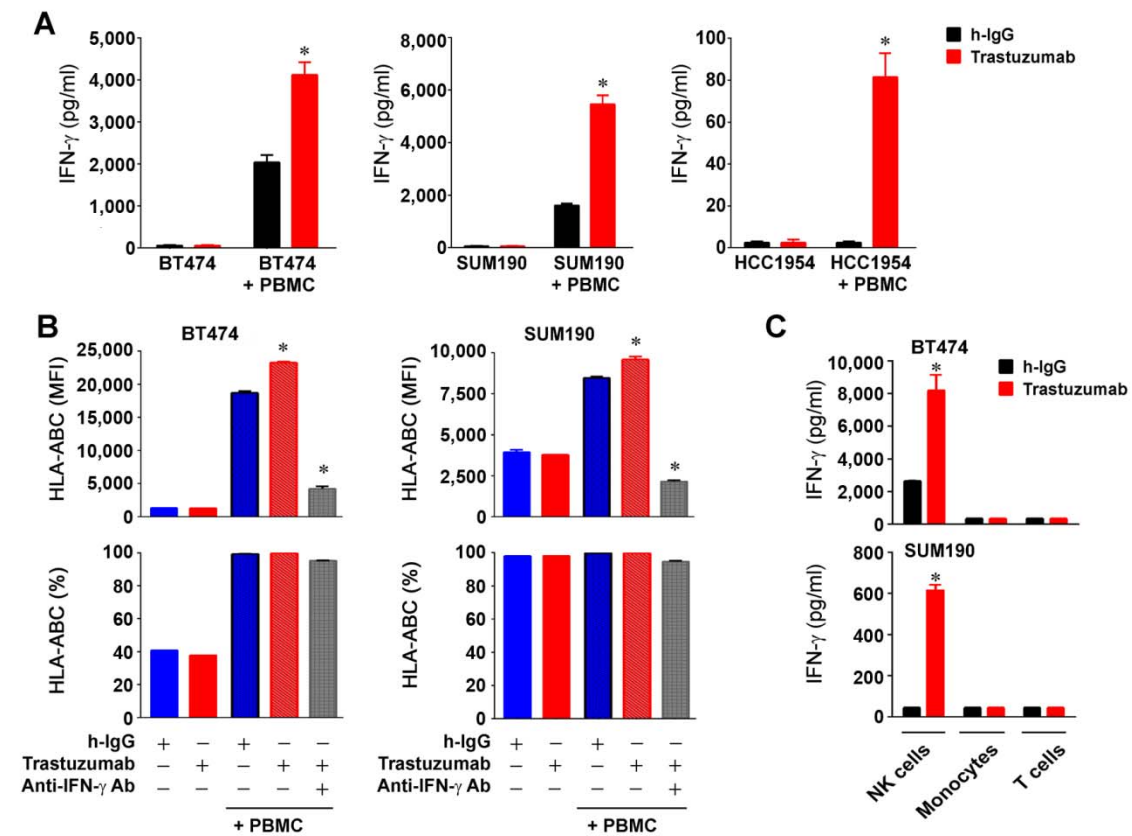 A
IFN-γ (pg/ml)
5,000
4,000
3,000
2,000
1,000
0
*
BT474
BT474
+ PBMC
IFN-γ (pg/ml)
8,000
6,000
4,000
2,000
0
*
SUM190
SUM190
+ PBMC
IFN-γ (pg/ml)
100
80
60
40
20
0
*
HCC1954
HCC1954
+ PBMC
h-IgG
Trastuzumab
B
BT474
HLA-ABC (MFI)
25,000
20,000
15,000
10,000
5,000
0
*
*
SUM190
HLA-ABC (MFI)
10,000
7,500
5,000
2,500
0
*
*
HLA-ABC (%)
100
80
60
40
20
0
HLA-ABC (%)
100
80
60
40
20
0
h-IgG + – + – –
Trastuzumab – + – + +
Anti-IFN-γ Ab – – – – +
+ PBMC
+ – + – –
– + – + +
– – – – +
+ PBMC
C
BT474
h-IgG
Trastuzumab
IFN-γ (pg/ml)
10,000
8,000
6,000
4,000
2,000
0
*
SUM190
IFN-γ (pg/ml)
800
600
400
200
0
*
NK cells
Monocytes
T cells